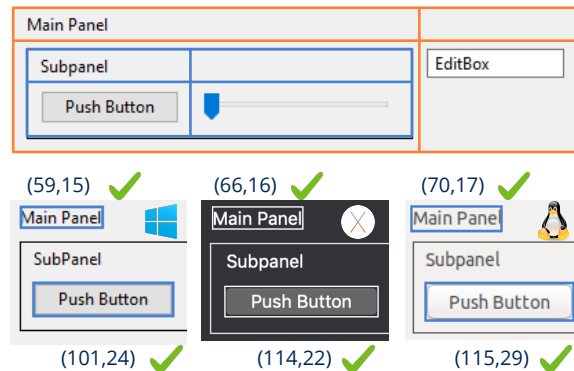 Main Panel
Subpanel
EditBox
Push Button
(59,15)
(66,16)
(70,17)
Main Panel
Main Panel
Main Panel
SubPanel
Subpanel
Subpanel
Push Button
Push Button
Push Button
(101,24)
(114,22)
(115,29)